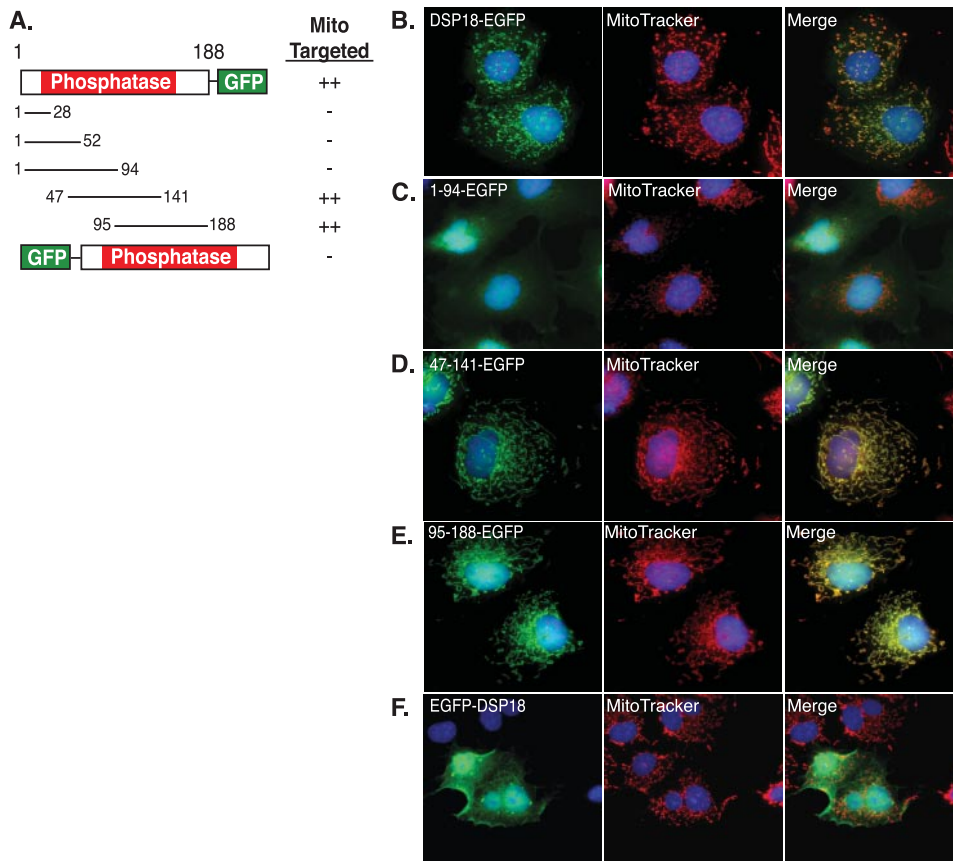 A.
Mito
Targeted
1 188
Phosphatase GFP ++
1 28 -
1 52 -
1 94 -
47 141 ++
95 188 ++
GFP Phosphatase -
B. DSP18-EGFP MitoTracker Merge
C. 1-94-EGFP MitoTracker Merge
D. 47-141-EGFP MitoTracker Merge
E. 95-188-EGFP MitoTracker Merge
F. EGFP-DSP18 MitoTracker Merge